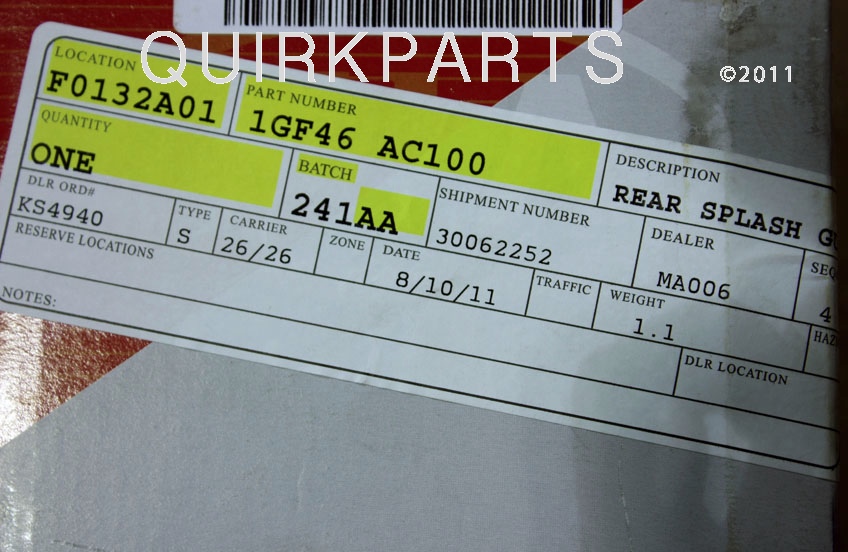 QUIRKPARTS
©2011
LOCATION
F0132A01
PART NUMBER
1GF46 AC100
DESCRIPTION
REAR SPLASH
QUANTITY
ONE
BATCH
241AA
SHIPMENT NUMBER
30062252
DEALER
MA006
SEQ
4
DLR ORD#
KS4940
TYPE
S
CARRIER
26/26
ZONE
DATE
8/10/11
TRAFFIC
WEIGHT
1.1
RESERVE LOCATIONS
DLR LOCATION
NOTES: